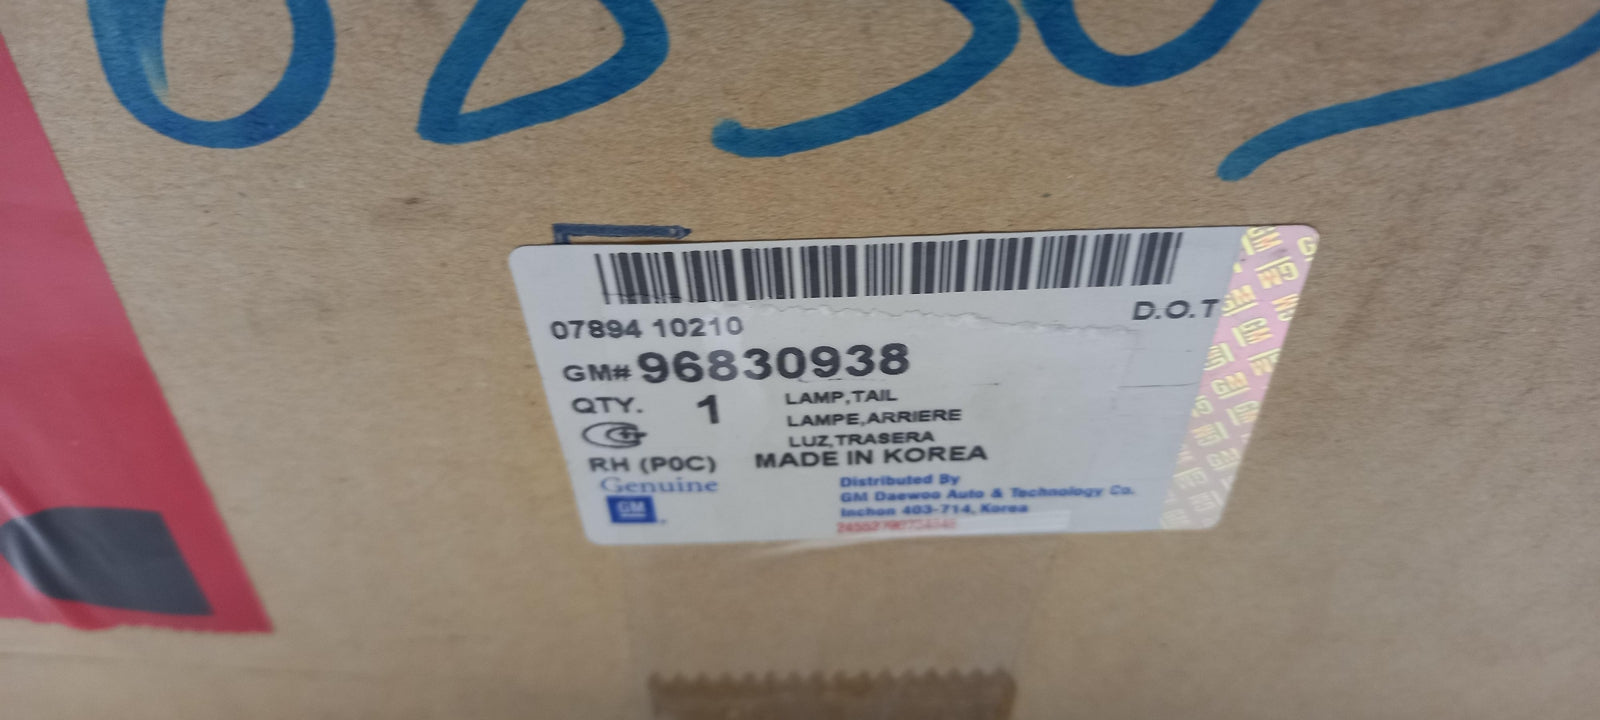 07894 10210
D.O.T
GM# 96830938
QTY. 1
LAMP,TAIL
LAMPE,ARRIERE
LUZ,TRASERA
RH (P0C)
MADE IN KOREA
Genuine
GM
Distributed By
GM Daewoo Auto & Technology Co.
Inchon 403-714, Korea